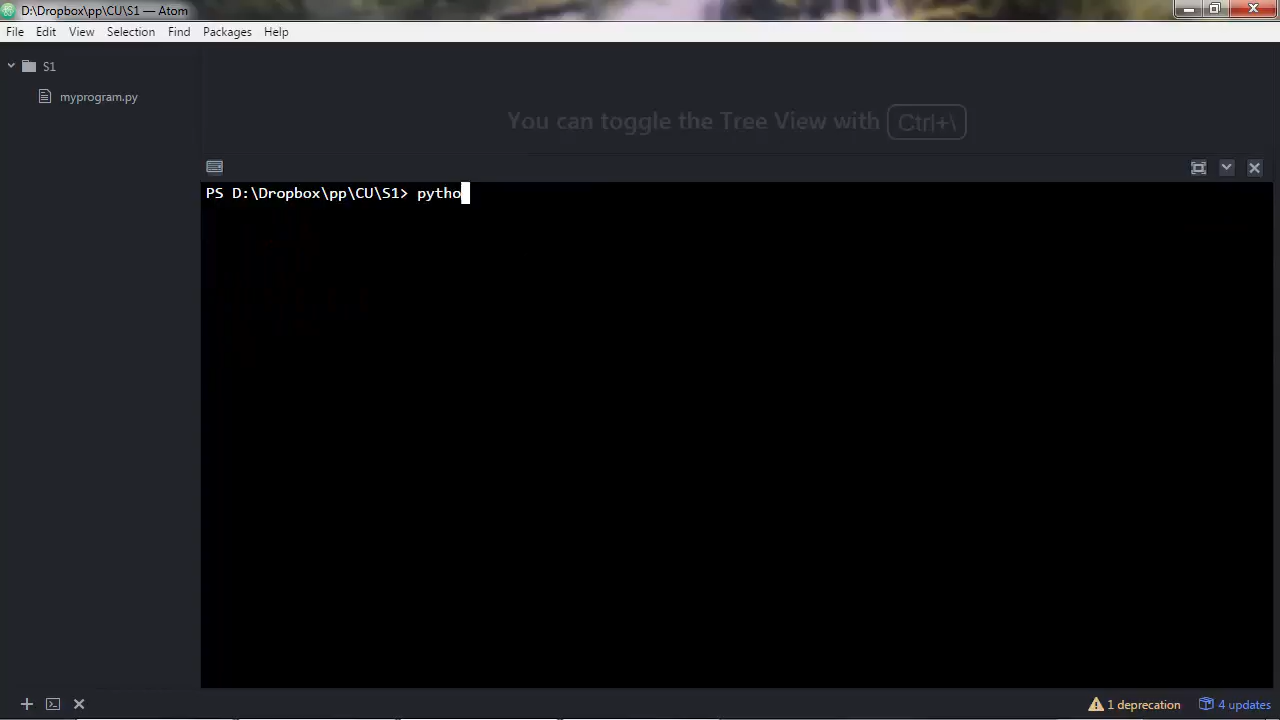 D:\Dropbox\pp\CU\S1 — Atom
File Edit View Selection Find Packages Help
S1
myprogram.py
You can toggle the Tree View with Ctrl+\
PS D:\Dropbox\pp\CU\S1> pytho
1 deprecation 4 updates